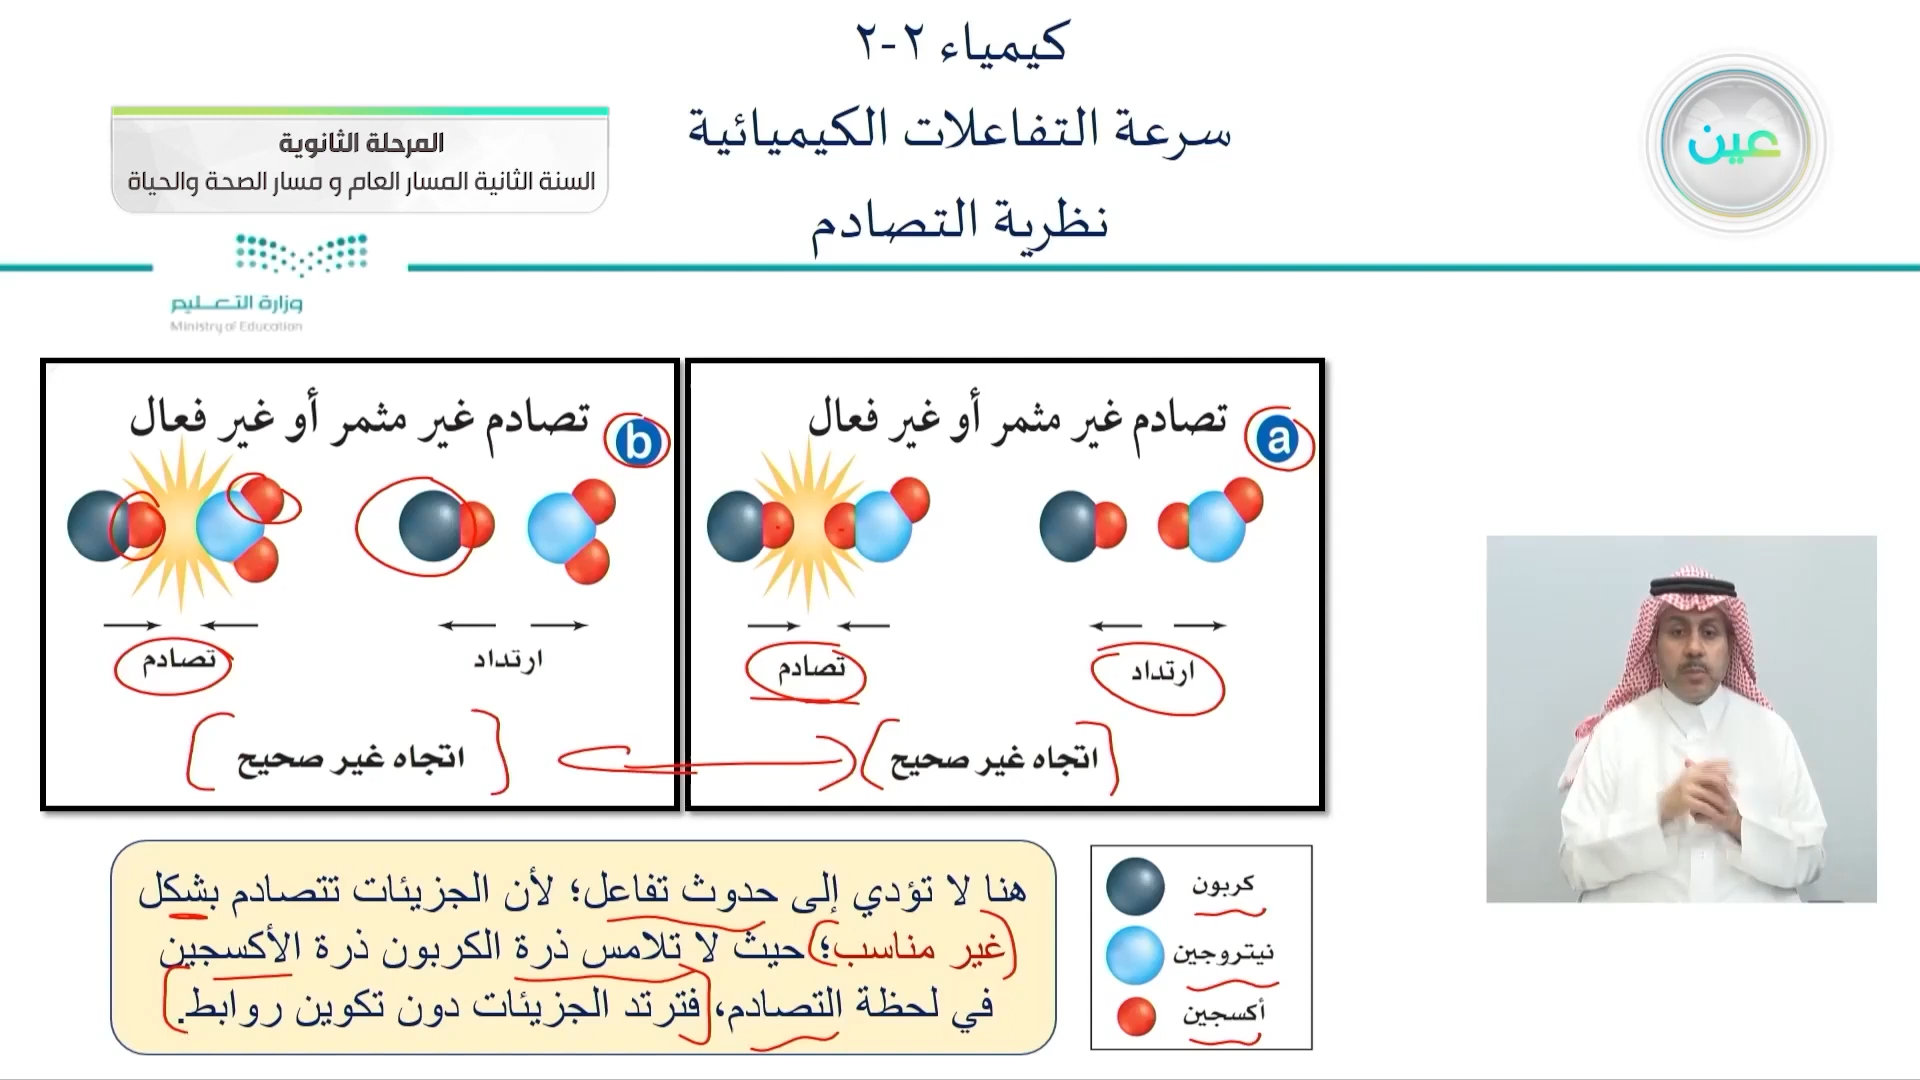 كيمياء ٢-٢
سرعة التفاعلات الكيميائية
نظرية التصادم
عين
المرحلة الثانوية
السنة الثانية المسار العام و مسار الصحة والحياة
وزارة التعليم
Ministry of Education
a تصادم غير مثمر أو غير فعال
ارتداد
تصادم
اتجاه غير صحيح
b تصادم غير مثمر أو غير فعال
ارتداد
تصادم
اتجاه غير صحيح
كربون
نيتروجين
أكسجين
هنا لا تؤدي إلى حدوث تفاعل؛ لأن الجزيئات تتصادم بشكل
غير مناسب؛ حيث لا تلامس ذرة الكربون ذرة الأكسجين
في لحظة التصادم، فترتد الجزيئات دون تكوين روابط.